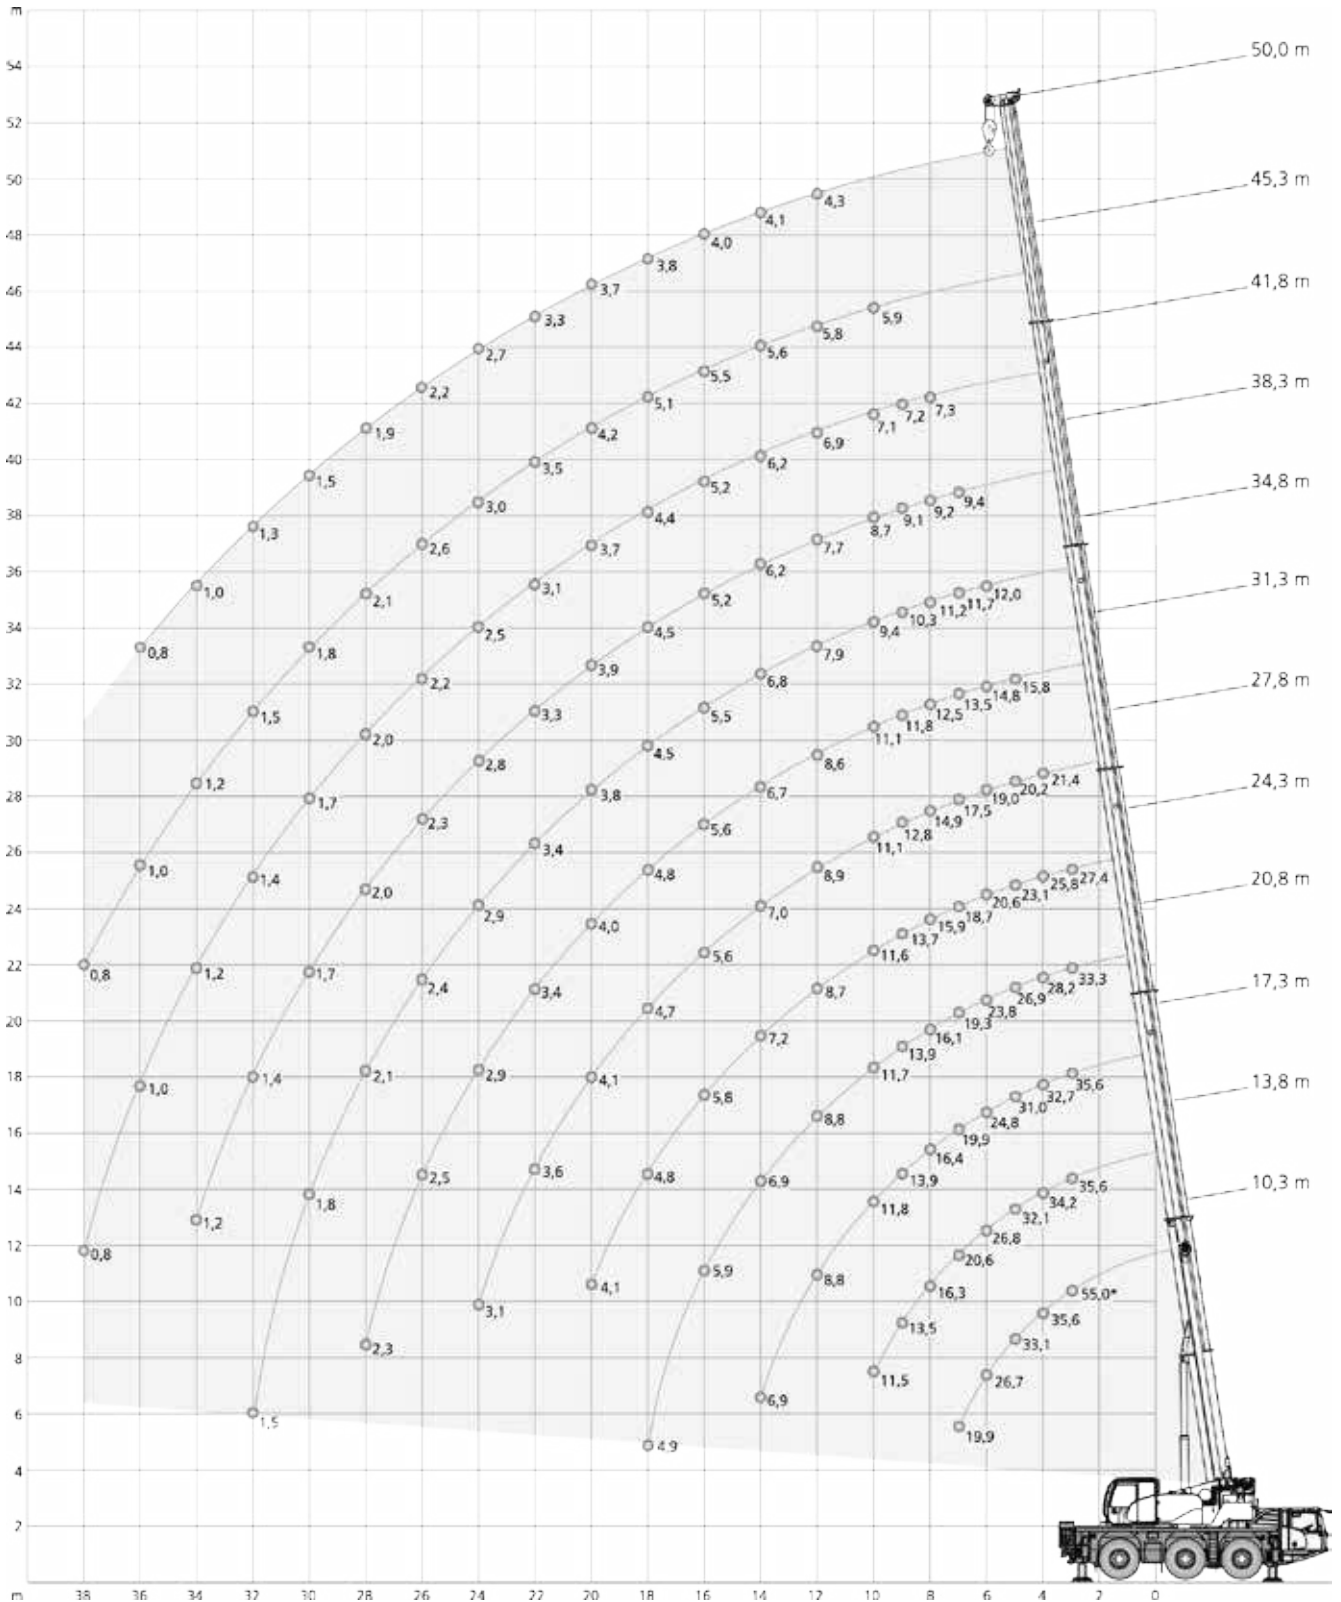 m
54
52
50
48
46
44
42
40
38
36
34
32
30
28
26
24
22
20
18
16
14
12
10
8
6
4
2
50,0 m
45,3 m
41,8 m
38,3 m
34,8 m
31,3 m
27,8 m
24,3 m
20,8 m
17,3 m
13,8 m
10,3 m
0,8 1,0 1,3 1,5 1,9 2,2 2,7 3,3 3,7 3,8 4,0 4,1 4,3
0,8 1,0 1,2 1,5 1,8 2,1 2,6 3,0 3,5 4,2 5,1 5,5 5,6 5,8 5,9
0,8 1,0 1,2 1,4 1,7 2,0 2,2 2,5 3,1 3,7 4,4 5,2 6,2 6,9 7,1 7,2 7,3
1,2 1,4 1,7 2,0 2,3 2,8 3,3 3,9 4,5 5,2 6,2 7,7 8,7 9,1 9,2 9,4
1,5 1,8 2,1 2,4 2,9 3,4 3,8 4,5 5,5 6,8 7,9 9,4 10,3 11,2 11,7 12,0
2,3 2,5 2,9 3,4 4,0 4,8 5,6 6,7 8,6 11,1 11,8 12,5 13,5 14,8 15,8
3,1 3,6 4,1 4,7 5,6 7,0 8,9 11,1 12,8 14,9 17,5 19,0 20,2 21,4
4,1 4,8 5,8 7,2 8,7 11,6 13,7 15,9 18,7 20,6 23,1 25,8 27,4
4,9 5,9 6,9 8,8 11,7 13,9 16,1 19,3 23,8 26,9 28,2 33,3
6,9 8,8 11,8 13,9 16,4 19,9 24,8 31,0 32,7 35,6
11,5 13,5 16,3 20,6 26,8 32,1 34,2 35,6
19,9 26,7 33,1 35,6 55,0*
m 38 36 34 32 30 28 26 24 22 20 18 16 14 12 10 8 6 4 2 0